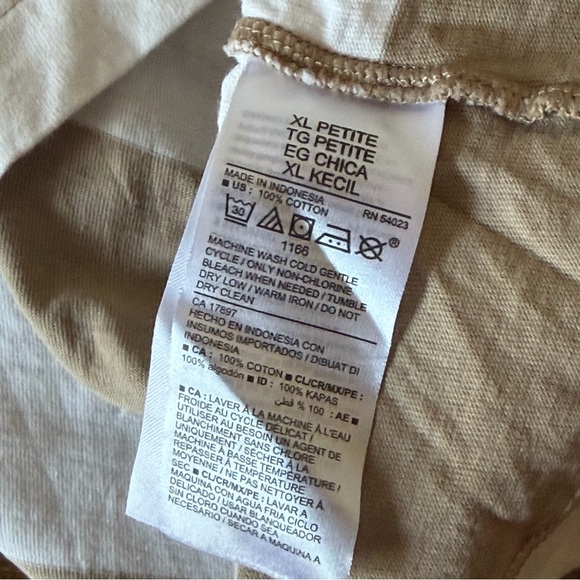 XL PETITE
TG PETITE
EG CHICA
XL KECIL
MADE IN INDONESIA RN 54023
■ US : 100% COTTON
30 ®
1166
MACHINE WASH COLD GENTLE
CYCLE / ONLY NON-CHLORINE
BLEACH WHEN NEEDED / TUMBLE
DRY LOW / WARM IRON / DO NOT
DRY CLEAN
CA 17897
HECHO EN INDONESIA CON
INSUMOS IMPORTADOS / DIBUAT DI
INDONESIA
■ CA : 100% COTON ■ CL/CR/MX/PE :
100% algodón ■ ID : 100% KAPAS
■ AE : 100 % قطن
■ CA : LAVER À LA MACHINE À L'EAU
FROIDE AU CYCLE DÉLICAT /
UTILISER AU BESOIN UN AGENT DE
BLANCHIMENT SANS CHLORE
UNIQUEMENT / SÉCHER À LA
MACHINE À BASSE TEMPÉRATURE /
REPASSER À TEMPÉRATURE
MOYENNE / NE PAS NETTOYER À
SEC ■ CL/CR/MX/PE : LAVAR A
MAQUINA CON AGUA FRIA CICLO
DELICADO / USAR BLANQUEADOR
SIN CLORO CUANDO SEA
NECESARIO / SECAR A MAQUINA A